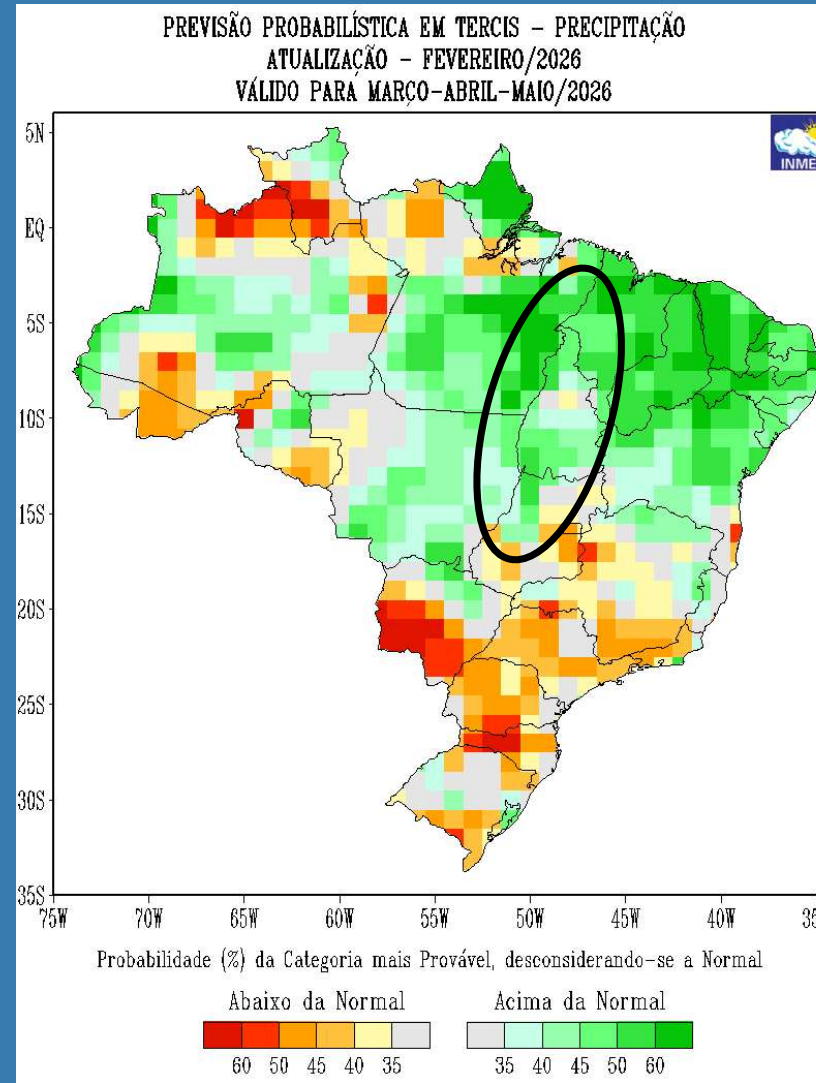 PREVISÃO PROBABILÍSTICA EM TERCIS – PRECIPITAÇÃO
ATUALIZAÇÃO – FEVEREIRO/2026
VÁLIDO PARA MARÇO–ABRIL–MAIO/2026
INME
5N
EQ
5S
10S
15S
20S
25S
30S
35S
75W 70W 65W 60W 55W 50W 45W 40W 35
Probabilidade (%) da Categoria mais Provável, desconsiderando–se a Normal
Abaixo da Normal Acima da Normal
60 50 45 40 35 35 40 45 50 60